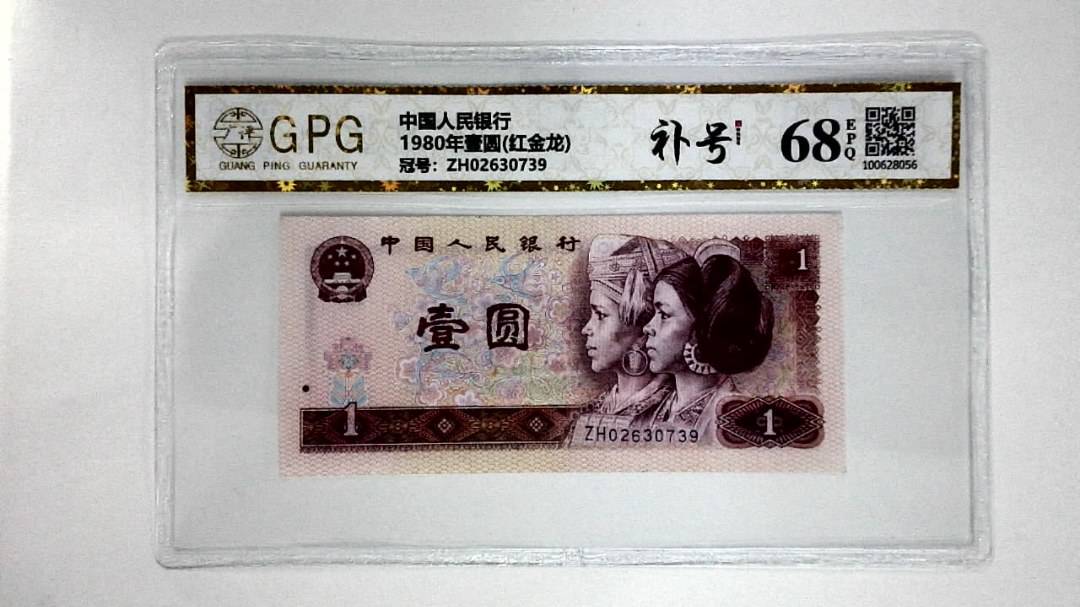 GPG
GUANG PING GUARANTY
中国人民银行
1980年壹圆(红金龙)
冠号: ZH02630739
补号
68
EPQ
100628056
中国人民银行
1
壹圆
1
ZH02630739
1